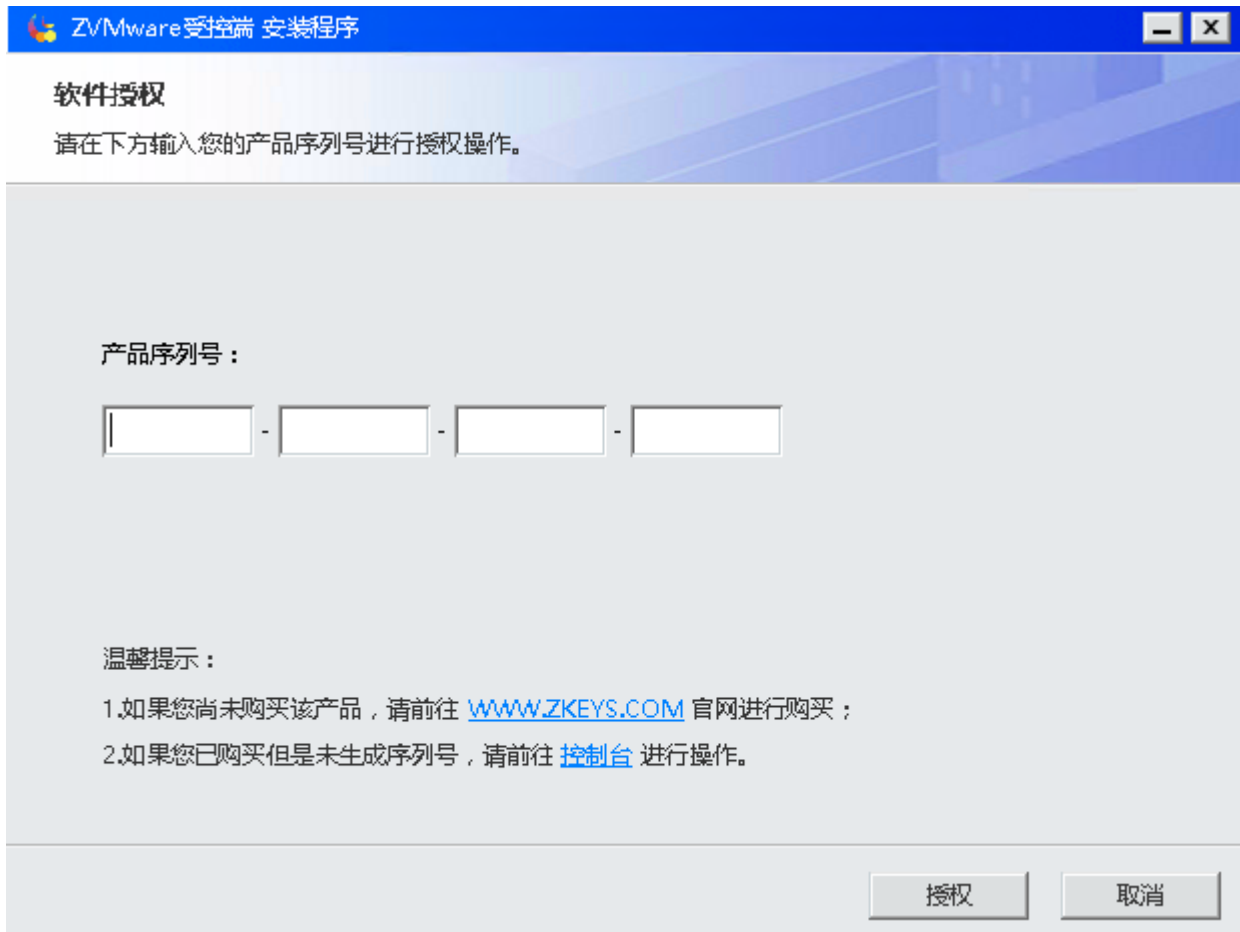 ZVMware受控端 安装程序
软件授权
请在下方输入您的产品序列号进行授权操作。
产品序列号：
- - -
温馨提示：
1.如果您尚未购买该产品，请前往 WWW.ZKEYS.COM 官网进行购买；
2.如果您已购买但是未生成序列号，请前往 控制台 进行操作。
授权 取消